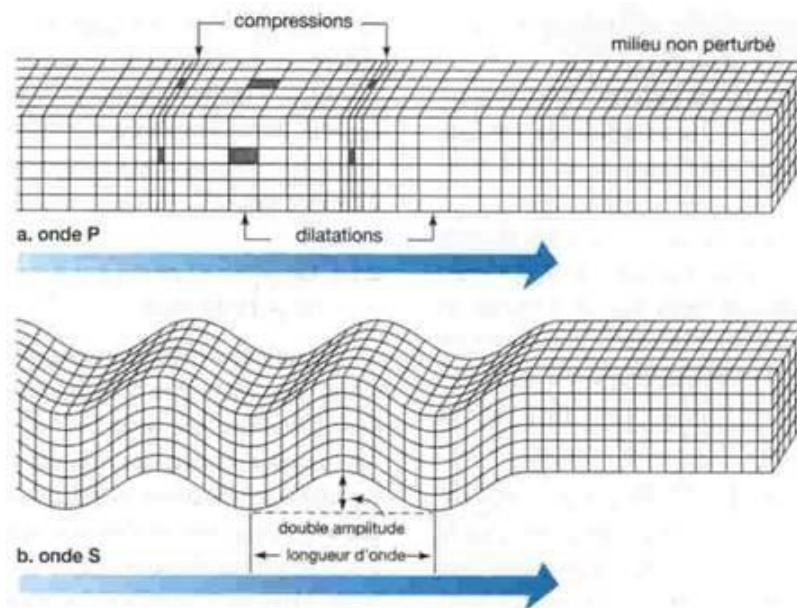 compressions
milieu non perturbé
a. onde P
dilatations
double amplitude
longueur d'onde
b. onde S